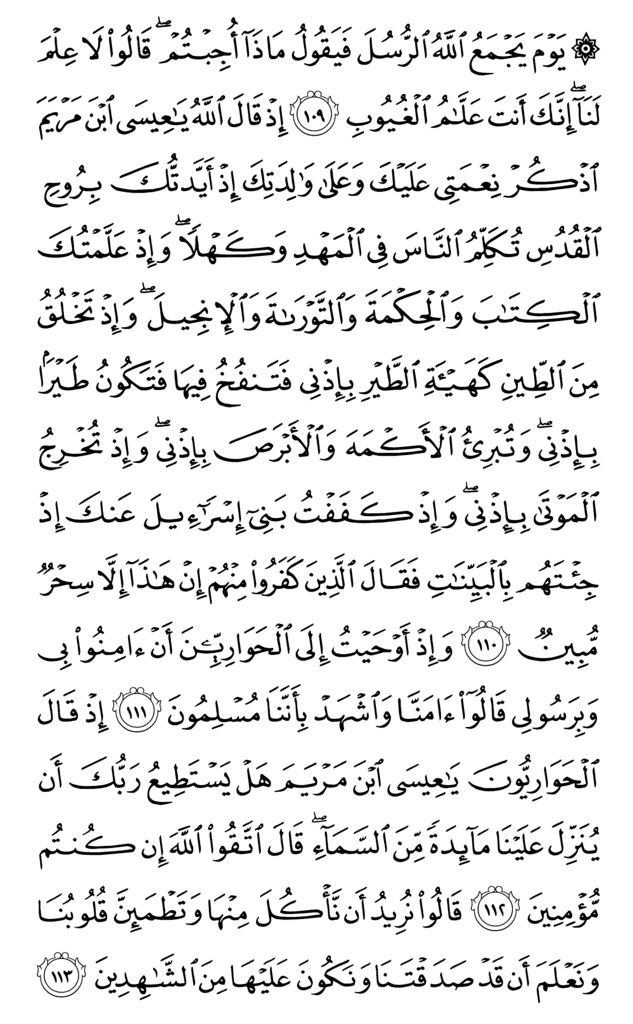 ۞ يَوۡمَ يَجۡمَعُ ٱللَّهُ ٱلرُّسُلَ فَيَقُولُ مَاذَآ أُجِبۡتُمۡۖ قَالُواْ لَا عِلۡمَ
لَنَآۖ إِنَّكَ أَنتَ عَلَّٰمُ ٱلۡغُيُوبِ ١٠٩ إِذۡ قَالَ ٱللَّهُ يَٰعِيسَى ٱبۡنَ مَرۡيَمَ
ٱذۡكُرۡ نِعۡمَتِي عَلَيۡكَ وَعَلَىٰ وَٰلِدَتِكَ إِذۡ أَيَّدتُّكَ بِرُوحِ
ٱلۡقُدُسِ تُكَلِّمُ ٱلنَّاسَ فِي ٱلۡمَهۡدِ وَكَهۡلٗاۖ وَإِذۡ عَلَّمۡتُكَ
ٱلۡكِتَٰبَ وَٱلۡحِكۡمَةَ وَٱلتَّوۡرَىٰةَ وَٱلۡإِنجِيلَۖ وَإِذۡ تَخۡلُقُ
مِنَ ٱلطِّينِ كَهَيۡـَٔةِ ٱلطَّيۡرِ بِإِذۡنِي فَتَنفُخُ فِيهَا فَتَكُونُ طَيۡرَۢا
بِإِذۡنِيۖ وَتُبۡرِئُ ٱلۡأَكۡمَهَ وَٱلۡأَبۡرَصَ بِإِذۡنِيۖ وَإِذۡ تُخۡرِجُ
ٱلۡمَوۡتَىٰ بِإِذۡنِيۖ وَإِذۡ كَفَفۡتُ بَنِيٓ إِسۡرَٰٓءِيلَ عَنكَ إِذۡ
جِئۡتَهُم بِٱلۡبَيِّنَٰتِ فَقَالَ ٱلَّذِينَ كَفَرُواْ مِنۡهُمۡ إِنۡ هَٰذَآ إِلَّا سِحۡرٞ
مُّبِينٞ ١١٠ وَإِذۡ أَوۡحَيۡتُ إِلَى ٱلۡحَوَارِيِّـۧنَ أَنۡ ءَامِنُواْ بِي
وَبِرَسُولِي قَالُوٓاْ ءَامَنَّا وَٱشۡهَدۡ بِأَنَّنَا مُسۡلِمُونَ ١١١ إِذۡ قَالَ
ٱلۡحَوَارِيُّونَ يَٰعِيسَى ٱبۡنَ مَرۡيَمَ هَلۡ يَسۡتَطِيعُ رَبُّكَ أَن
يُنَزِّلَ عَلَيۡنَا مَآئِدَةٗ مِّنَ ٱلسَّمَآءِۖ قَالَ ٱتَّقُواْ ٱللَّهَ إِن كُنتُم
مُّؤۡمِنِينَ ١١٢ قَالُواْ نُرِيدُ أَن نَّأۡكُلَ مِنۡهَا وَتَطۡمَئِنَّ قُلُوبُنَا
وَنَعۡلَمَ أَن قَدۡ صَدَقۡتَنَا وَنَكُونَ عَلَيۡهَا مِنَ ٱلشَّٰهِدِينَ ١١٣